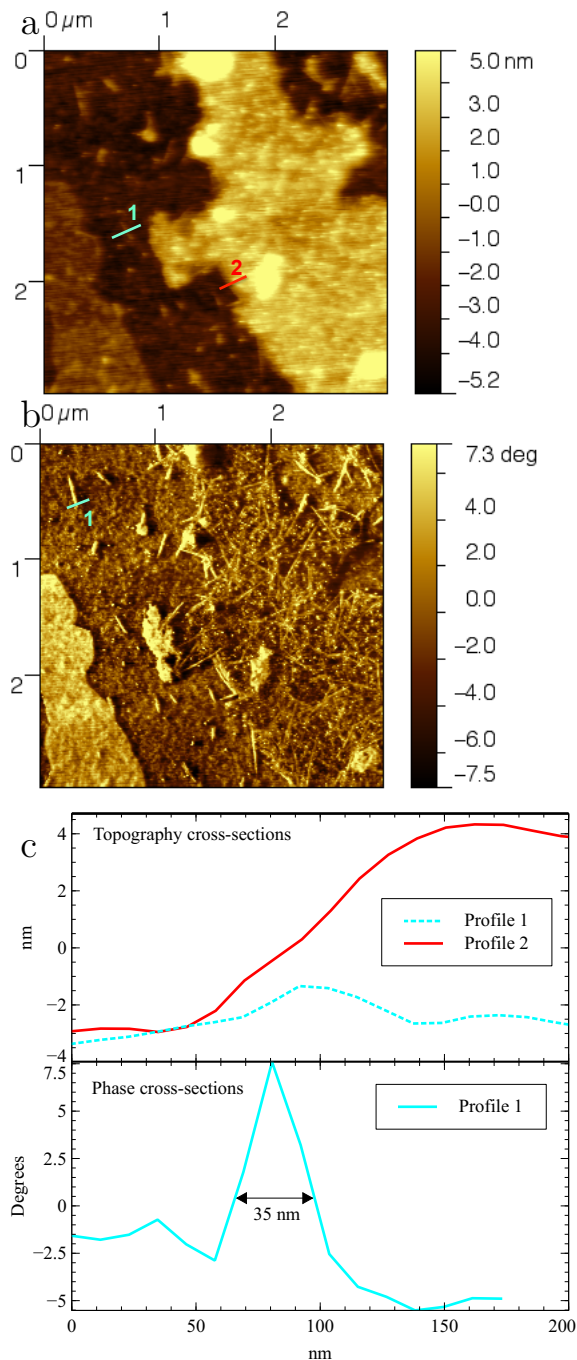 a
0 µm 1 2
0
1
2
1
2
5.0 nm
3.0
2.0
1.0
−0.0
−1.0
−2.0
−3.0
−4.0
−5.2
b
0 µm 1 2
0
1
2
1
7.3 deg
4.0
2.0
0.0
−2.0
−4.0
−6.0
−7.5
c
Topography cross-sections
4
2
0
−2
−4
nm
Profile 1
Profile 2
Phase cross-sections
7.5
5
2.5
0
−2.5
−5
Degrees
Profile 1
35 nm
0 50 100 150 200
nm